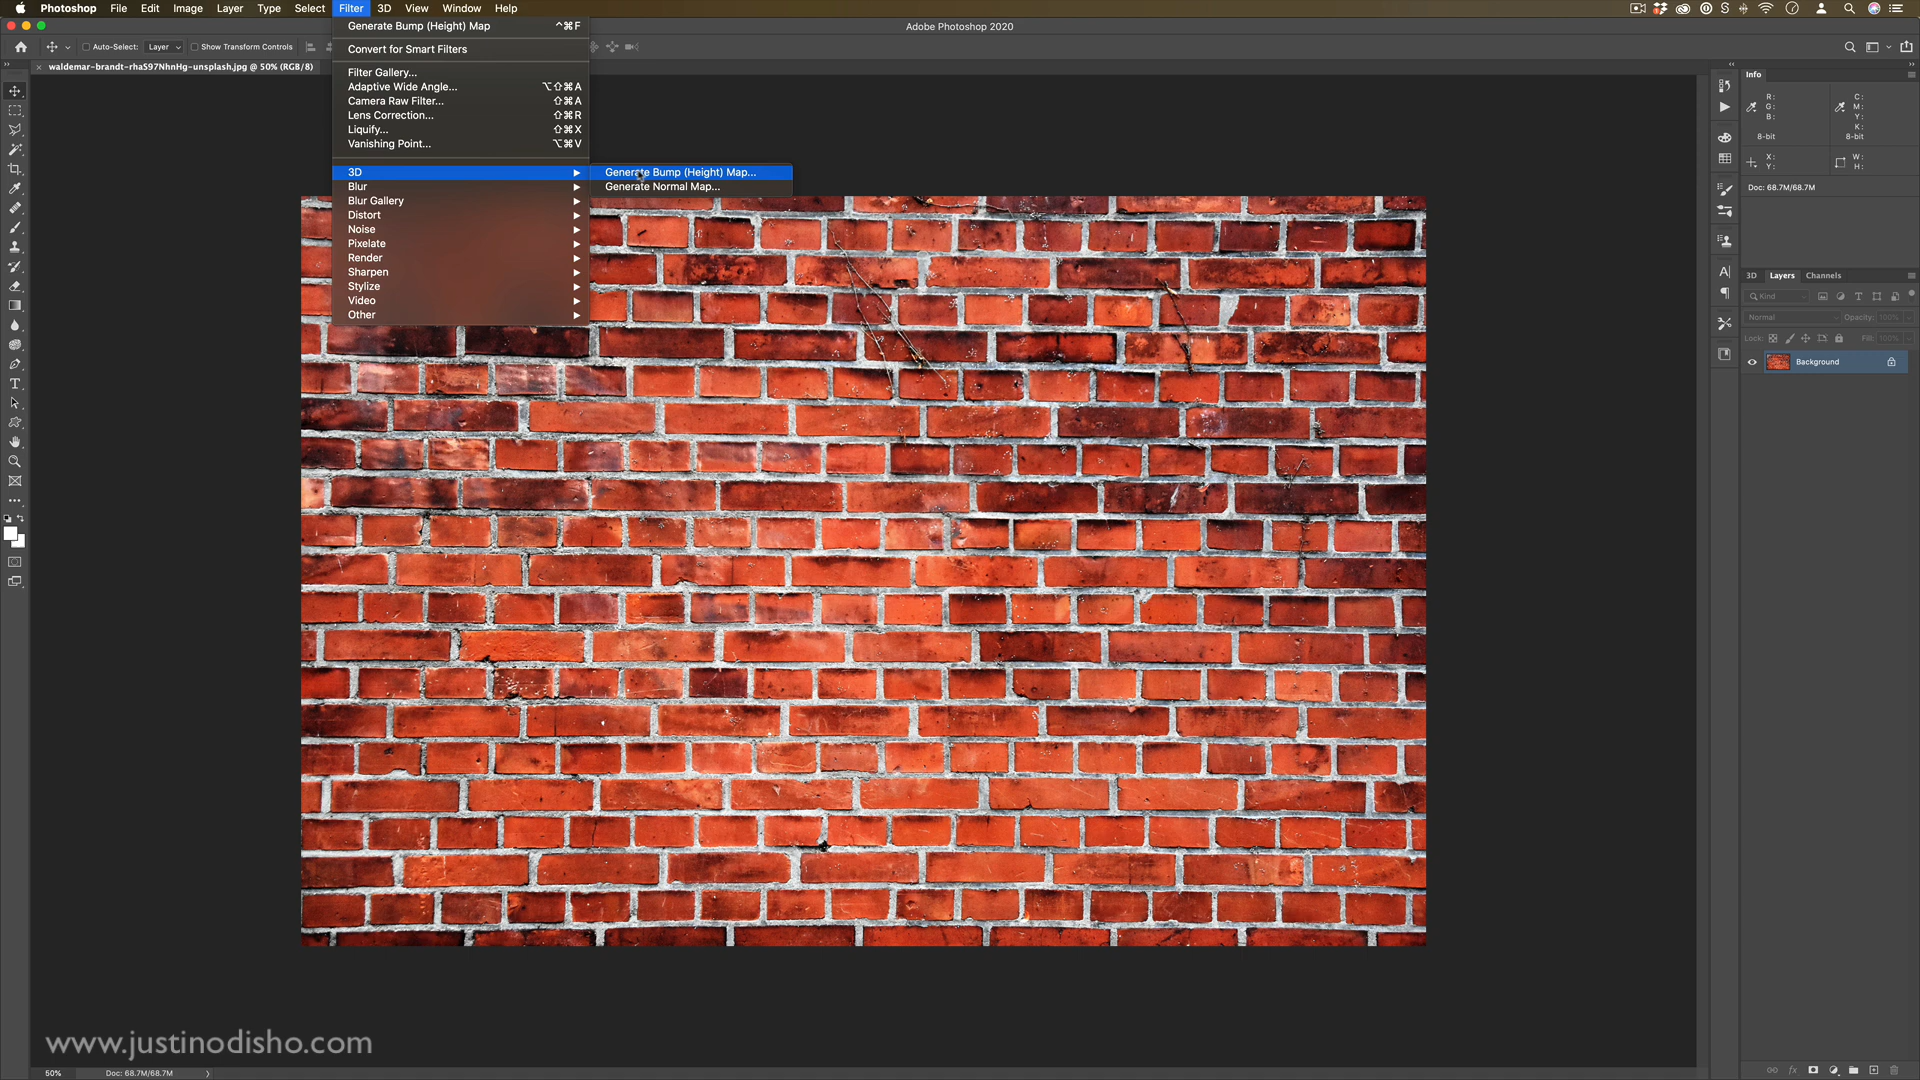 Photoshop File Edit Image Layer Type Select Filter 3D View Window Help
Adobe Photoshop 2020
Auto-Select: Layer Show Transform Controls
× waldemar-brandt-rhaS97NhnHg-unsplash.jpg @ 50% (RGB/8)
Generate Bump (Height) Map ^⌘F
Convert for Smart Filters
Filter Gallery...
Adaptive Wide Angle... ⌥⇧⌘A
Camera Raw Filter... ⇧⌘A
Lens Correction... ⇧⌘R
Liquify... ⇧⌘X
Vanishing Point... ⌥⌘V
3D
Blur
Blur Gallery
Distort
Noise
Pixelate
Render
Sharpen
Stylize
Video
Other
Generate Bump (Height) Map...
Generate Normal Map...
Info
R: C:
G: M:
B: Y:
K:
8-bit 8-bit
X: W:
Y: H:
Doc: 68.7M/68.7M
3D Layers Channels
Kind
Normal Opacity: 100%
Lock: Fill: 100%
Background
www.justinodisho.com
50% Doc: 68.7M/68.7M